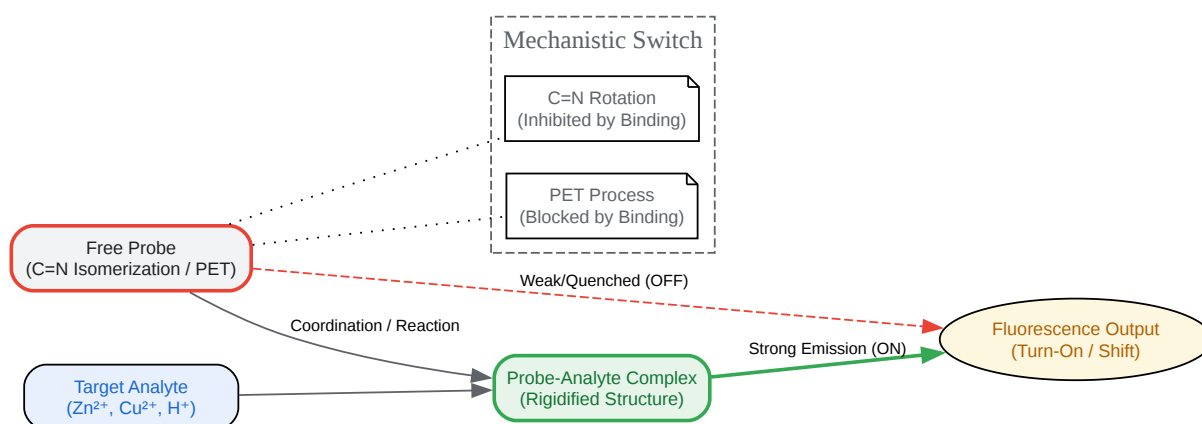 Mechanistic Switch
C=N Rotation
(Inhibited by Binding)
PET Process
(Blocked by Binding)
Free Probe
(C=N Isomerization / PET)
Weak/Quenched (OFF)
Coordination / Reaction
Fluorescence Output
(Turn-On / Shift)
Strong Emission (ON)
Probe-Analyte Complex
(Rigidified Structure)
Target Analyte
(Zn²⁺, Cu²⁺, H⁺)